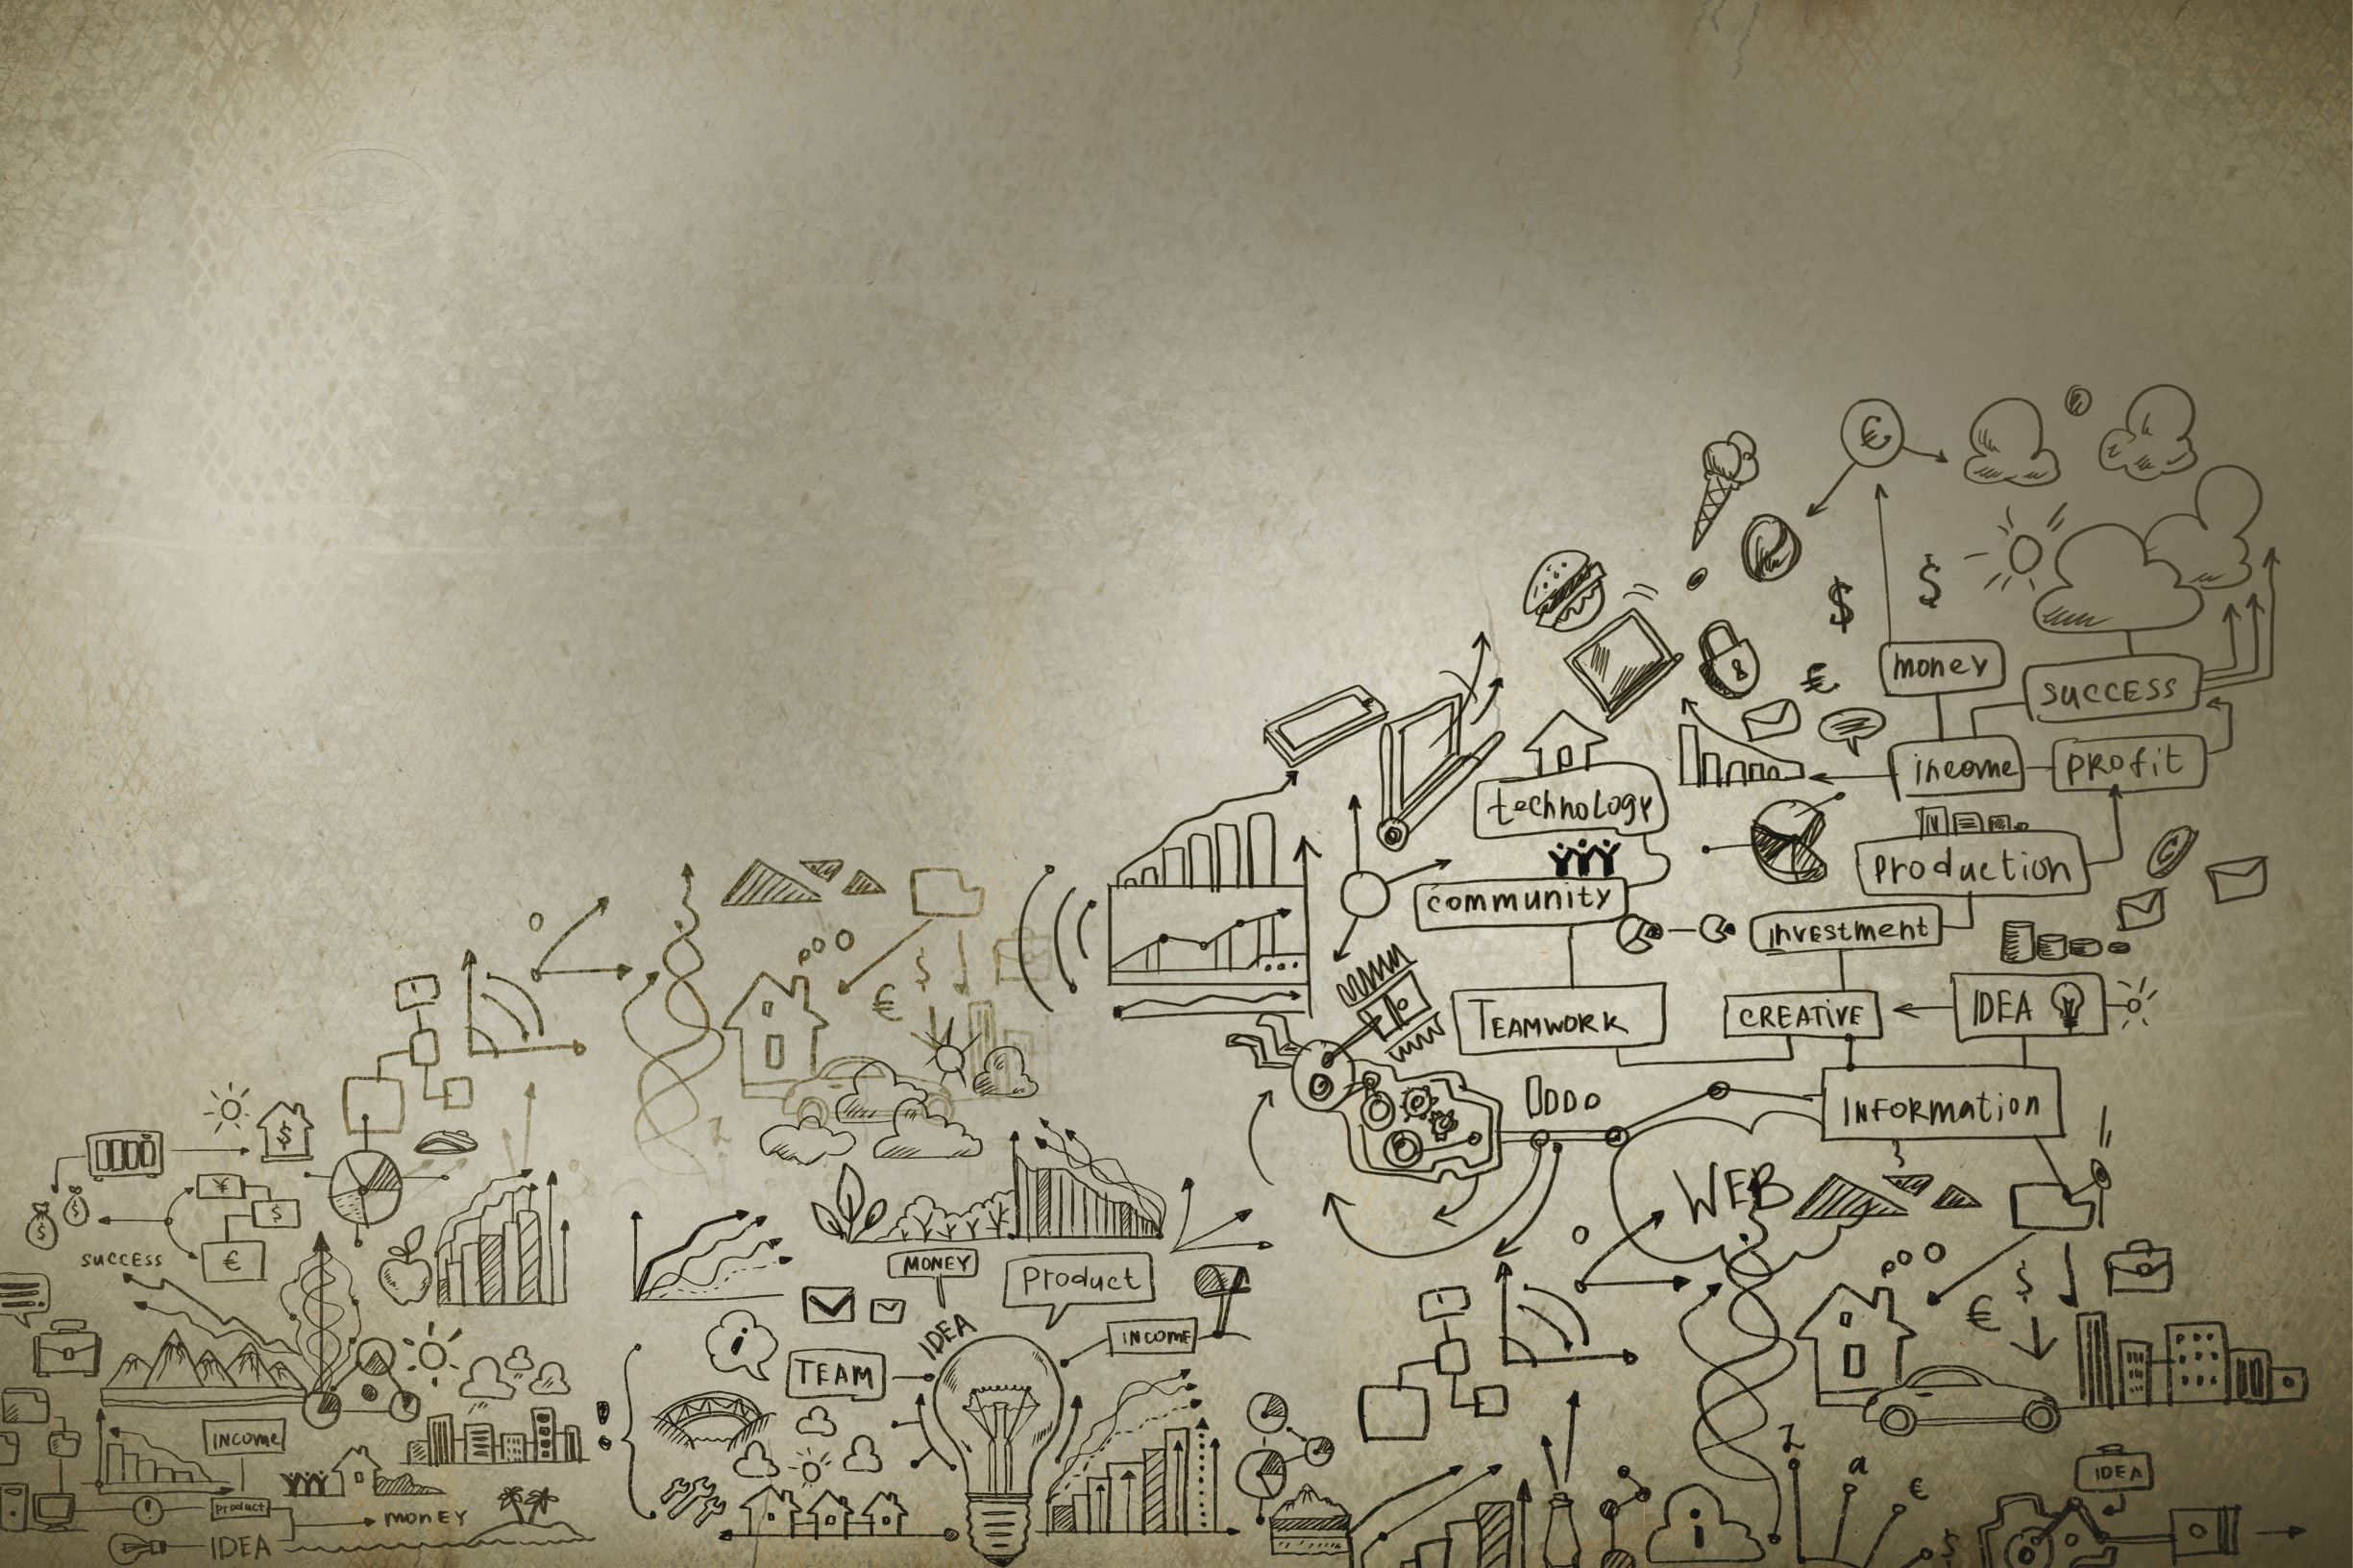 €
$
$
money
€
SUCCESS
income
profit
technology
Production
community
investment
%
TEAMWORK
CREATIVE
IDEA
$
€
INFORMATION
WEB
$
¥
$
€
$
$
SUCCESS
MONEY
Product
$
€
i
IDEA
INCOME
TEAM
INCOME
product
MONEY
IDEA
a
€
IDEA
i
$